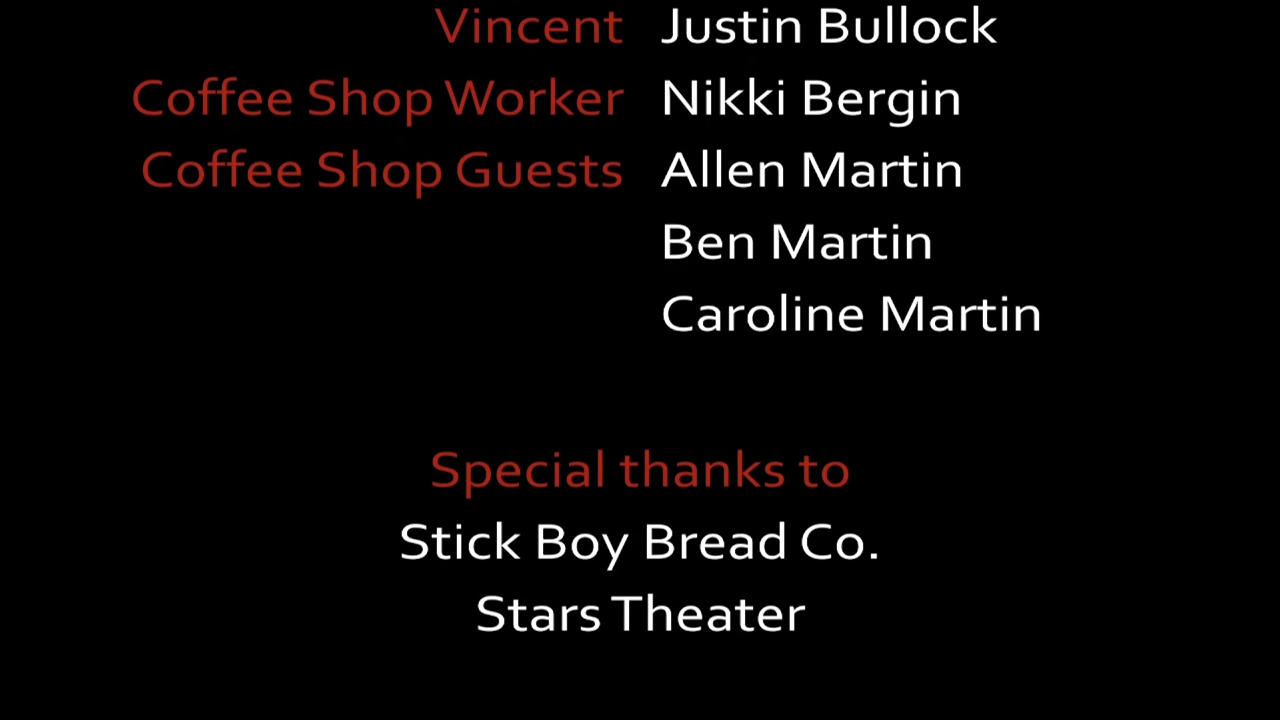 Vincent Justin Bullock
Coffee Shop Worker Nikki Bergin
Coffee Shop Guests Allen Martin
Ben Martin
Caroline Martin
Special thanks to
Stick Boy Bread Co.
Stars Theater